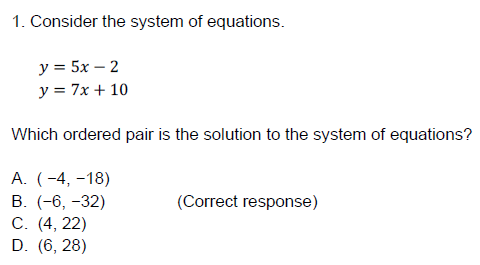 1. Consider the system of equations.
y = 5x – 2
y = 7x + 10
Which ordered pair is the solution to the system of equations?
A. ( −4, −18)
B. (−6, −32) (Correct response)
C. (4, 22)
D. (6, 28)